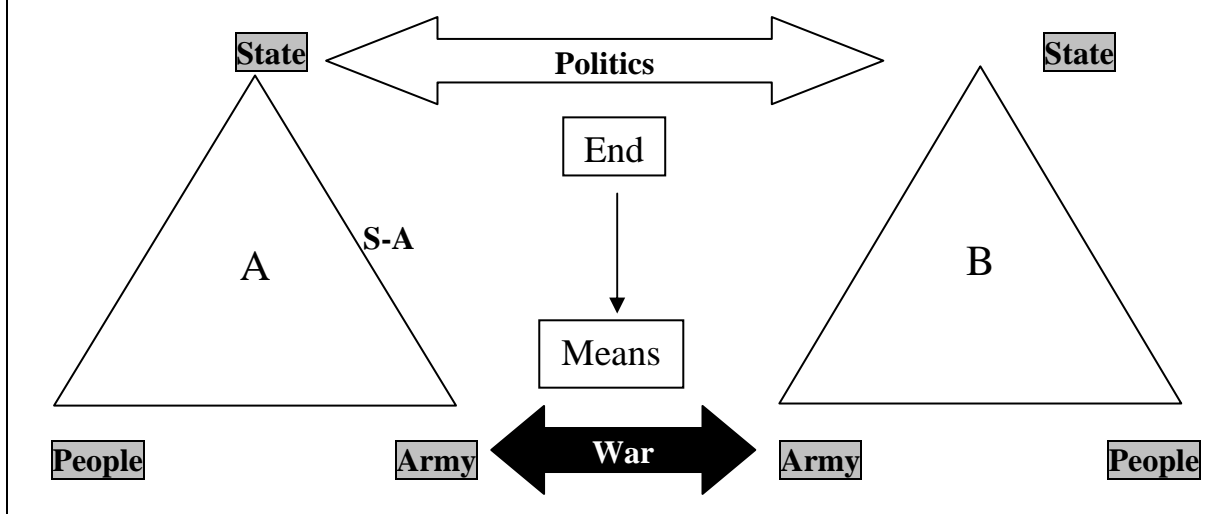 State
Politics
State
End
S-A
A
B
Means
People
Army
War
Army
People